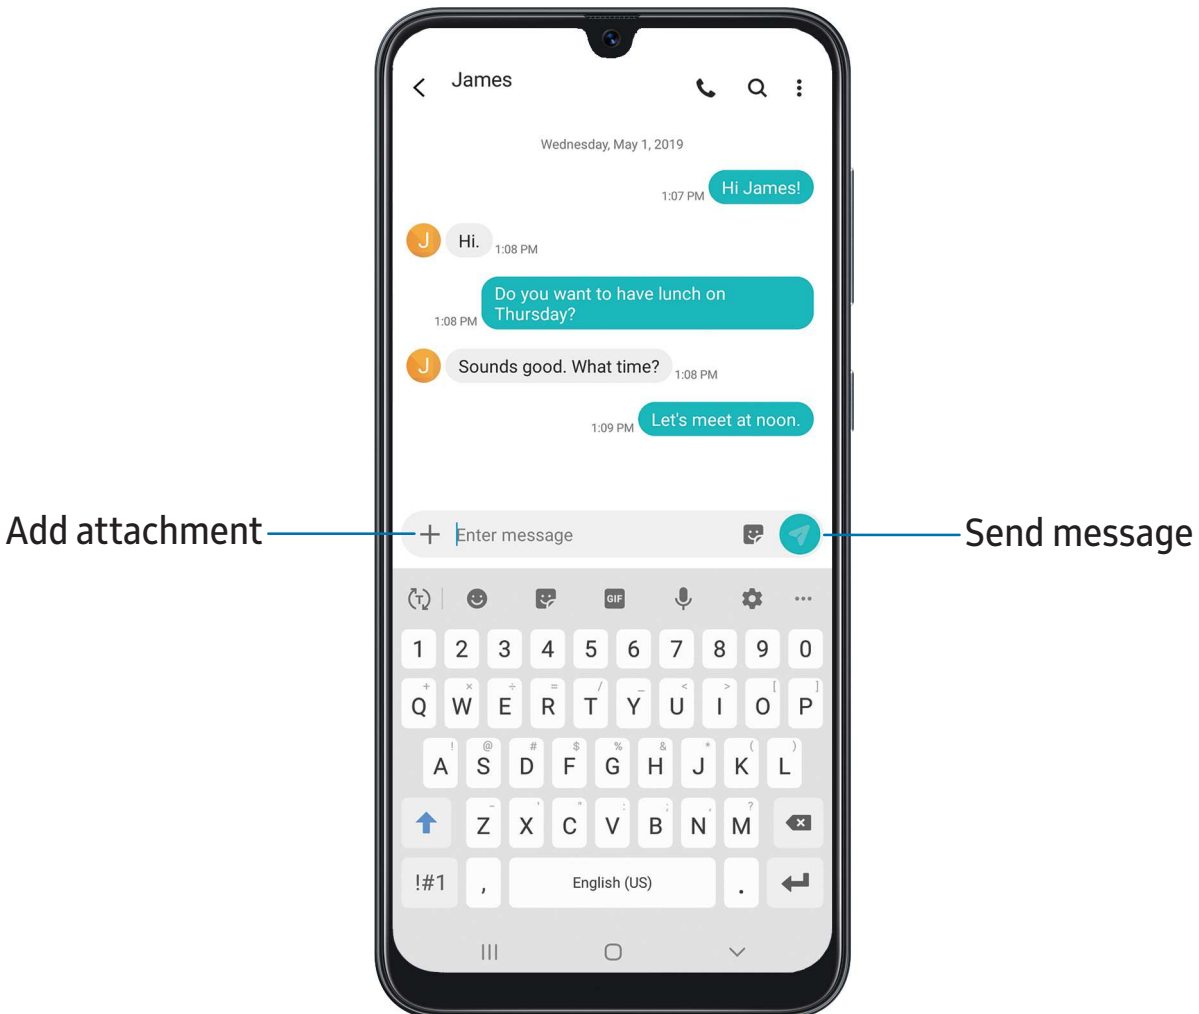 James
Wednesday, May 1, 2019
1:07 PM Hi James!
J Hi. 1:08 PM
Do you want to have lunch on
Thursday?
1:08 PM
J Sounds good. What time? 1:08 PM
1:09 PM Let's meet at noon.
Add attachment
+ Enter message
Send message
T GIF
1 2 3 4 5 6 7 8 9 0
+ × ÷ = / _ < > [ ]
Q W E R T Y U I O P
! @ # $ % & * ( )
A S D F G H J K L
- ' " : ; , ?
Z X C V B N M
!#1 , English (US) .